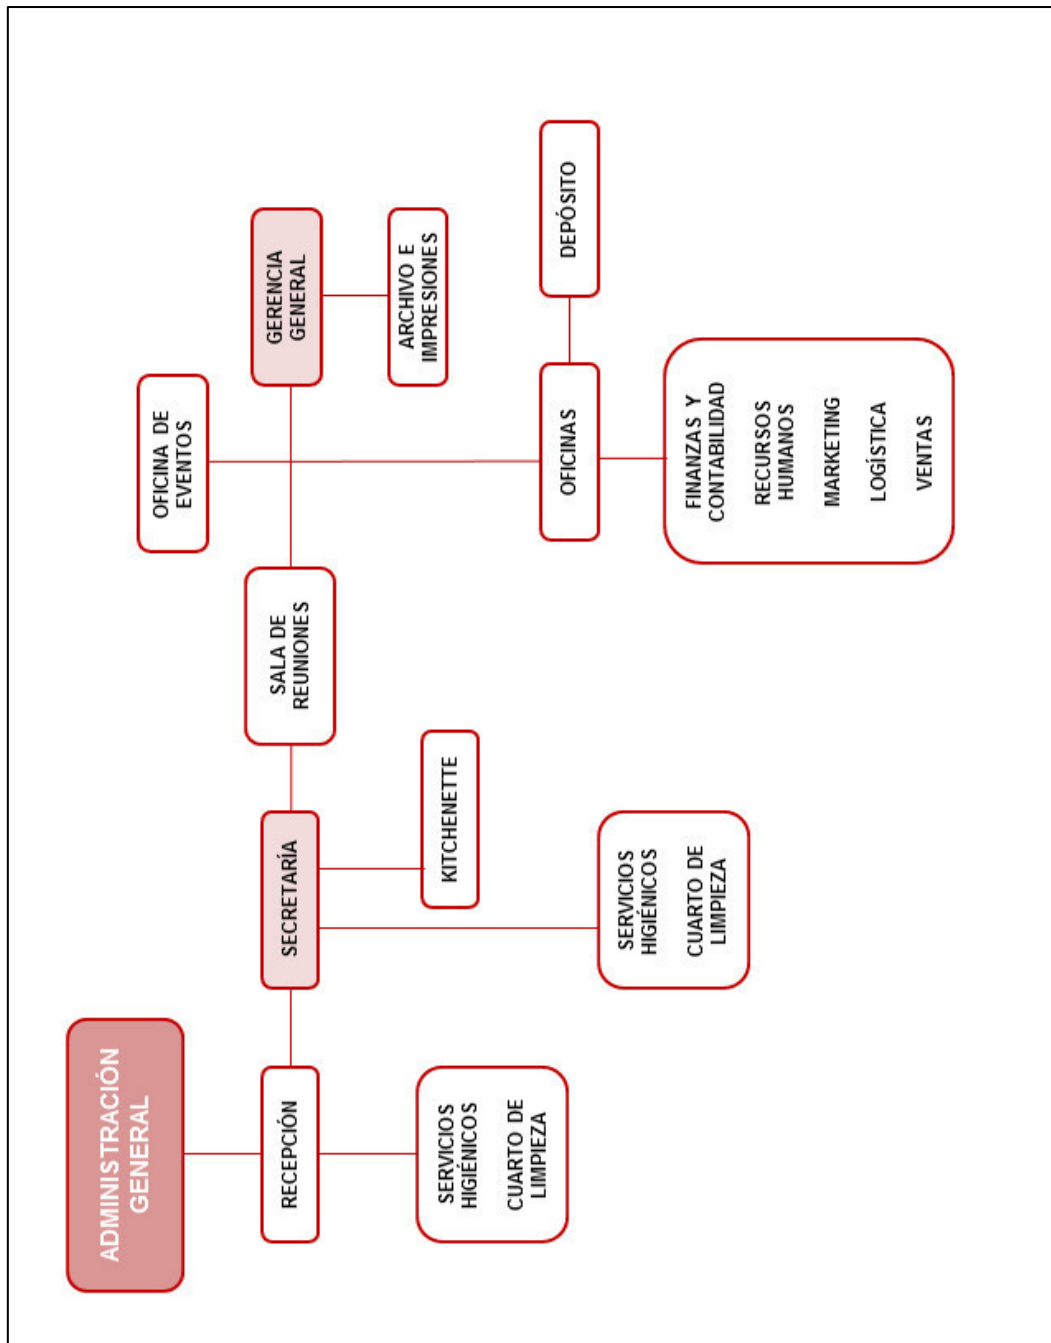 ADMINISTRACIÓN
GENERAL
RECEPCIÓN
SERVICIOS
HIGIÉNICOS
CUARTO DE
LIMPIEZA
SECRETARÍA
KITCHENETTE
SERVICIOS
HIGIÉNICOS
CUARTO DE
LIMPIEZA
SALA DE
REUNIONES
OFICINA DE
EVENTOS
GERENCIA
GENERAL
ARCHIVO E
IMPRESIONES
OFICINAS
DEPÓSITO
FINANZAS Y
CONTABILIDAD
RECURSOS
HUMANOS
MARKETING
LOGÍSTICA
VENTAS